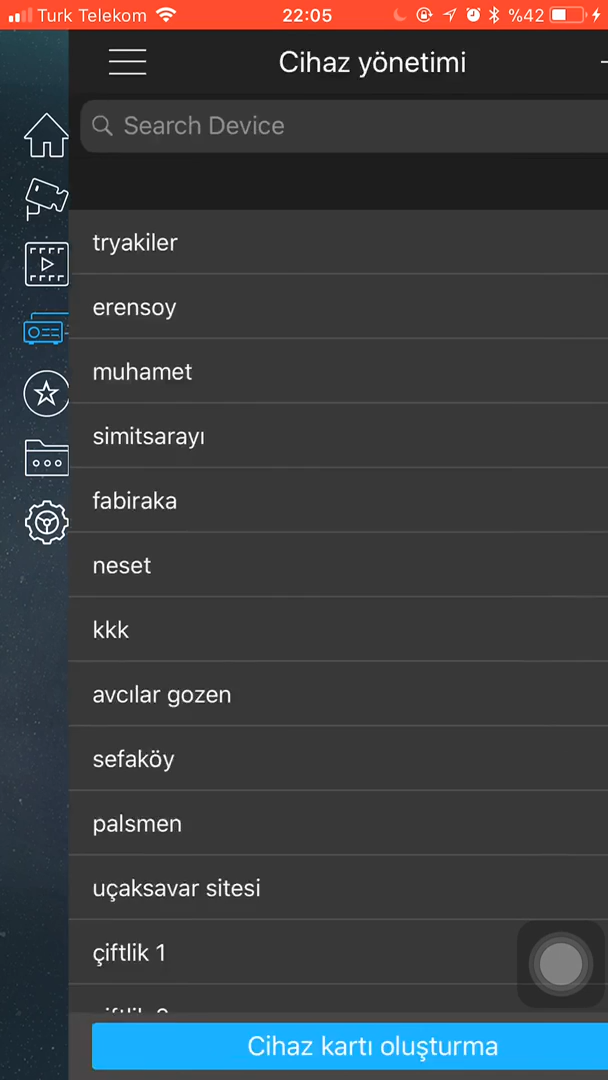 Turk Telekom 22:05 %42
Cihaz yönetimi
Search Device
tryakiler
erensoy
muhamet
simitsarayı
fabiraka
neset
kkk
avcılar gozen
sefaköy
palsmen
uçaksavar sitesi
çiftlik 1
Cihaz kartı oluşturma